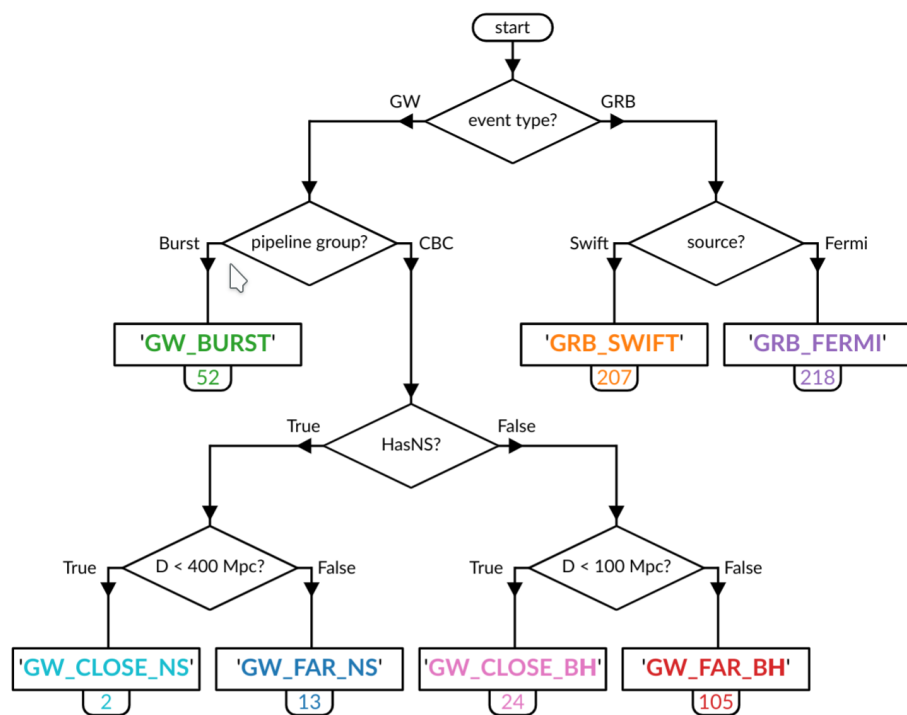 start
GW
event type?
GRB
Burst
pipeline group?
CBC
Swift
source?
Fermi
'GW_BURST'
52
'GRB_SWIFT'
207
'GRB_FERMI'
218
True
HasNS?
False
True
D < 400 Mpc?
False
True
D < 100 Mpc?
False
'GW_CLOSE_NS'
2
'GW_FAR_NS'
13
'GW_CLOSE_BH'
24
'GW_FAR_BH'
105